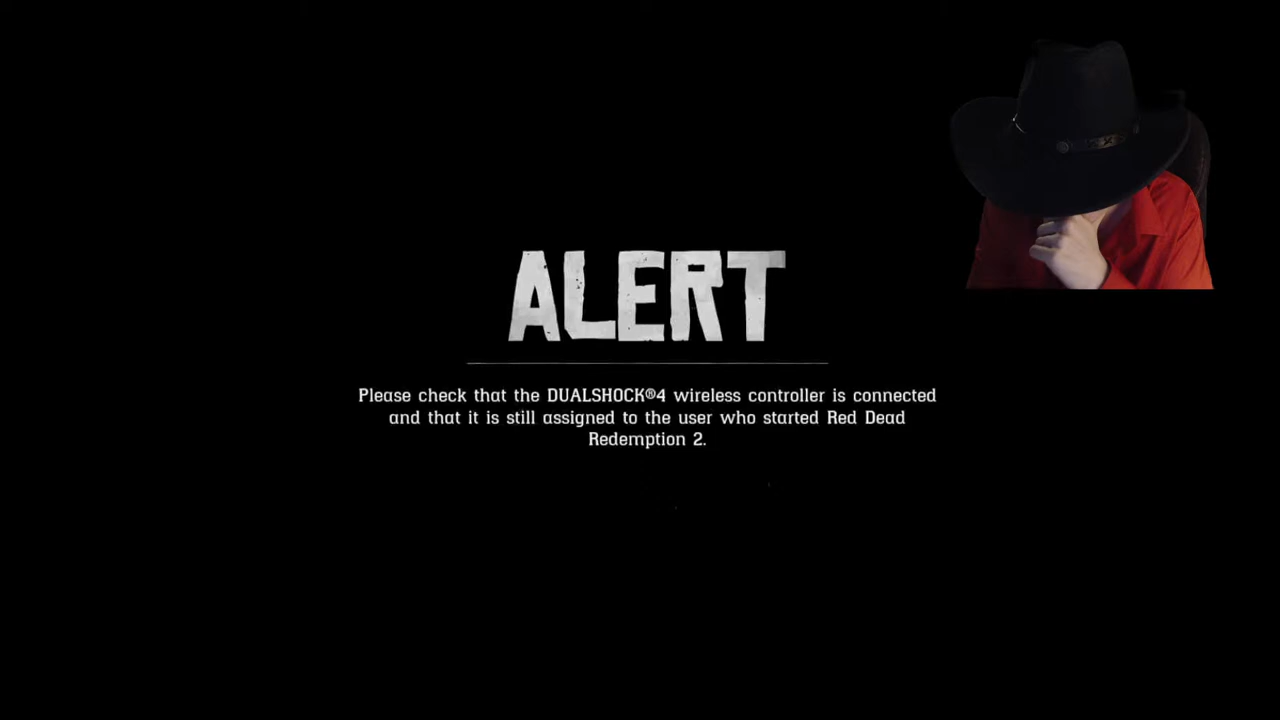 ALERT
Please check that the DUALSHOCK®4 wireless controller is connected
and that it is still assigned to the user who started Red Dead
Redemption 2.